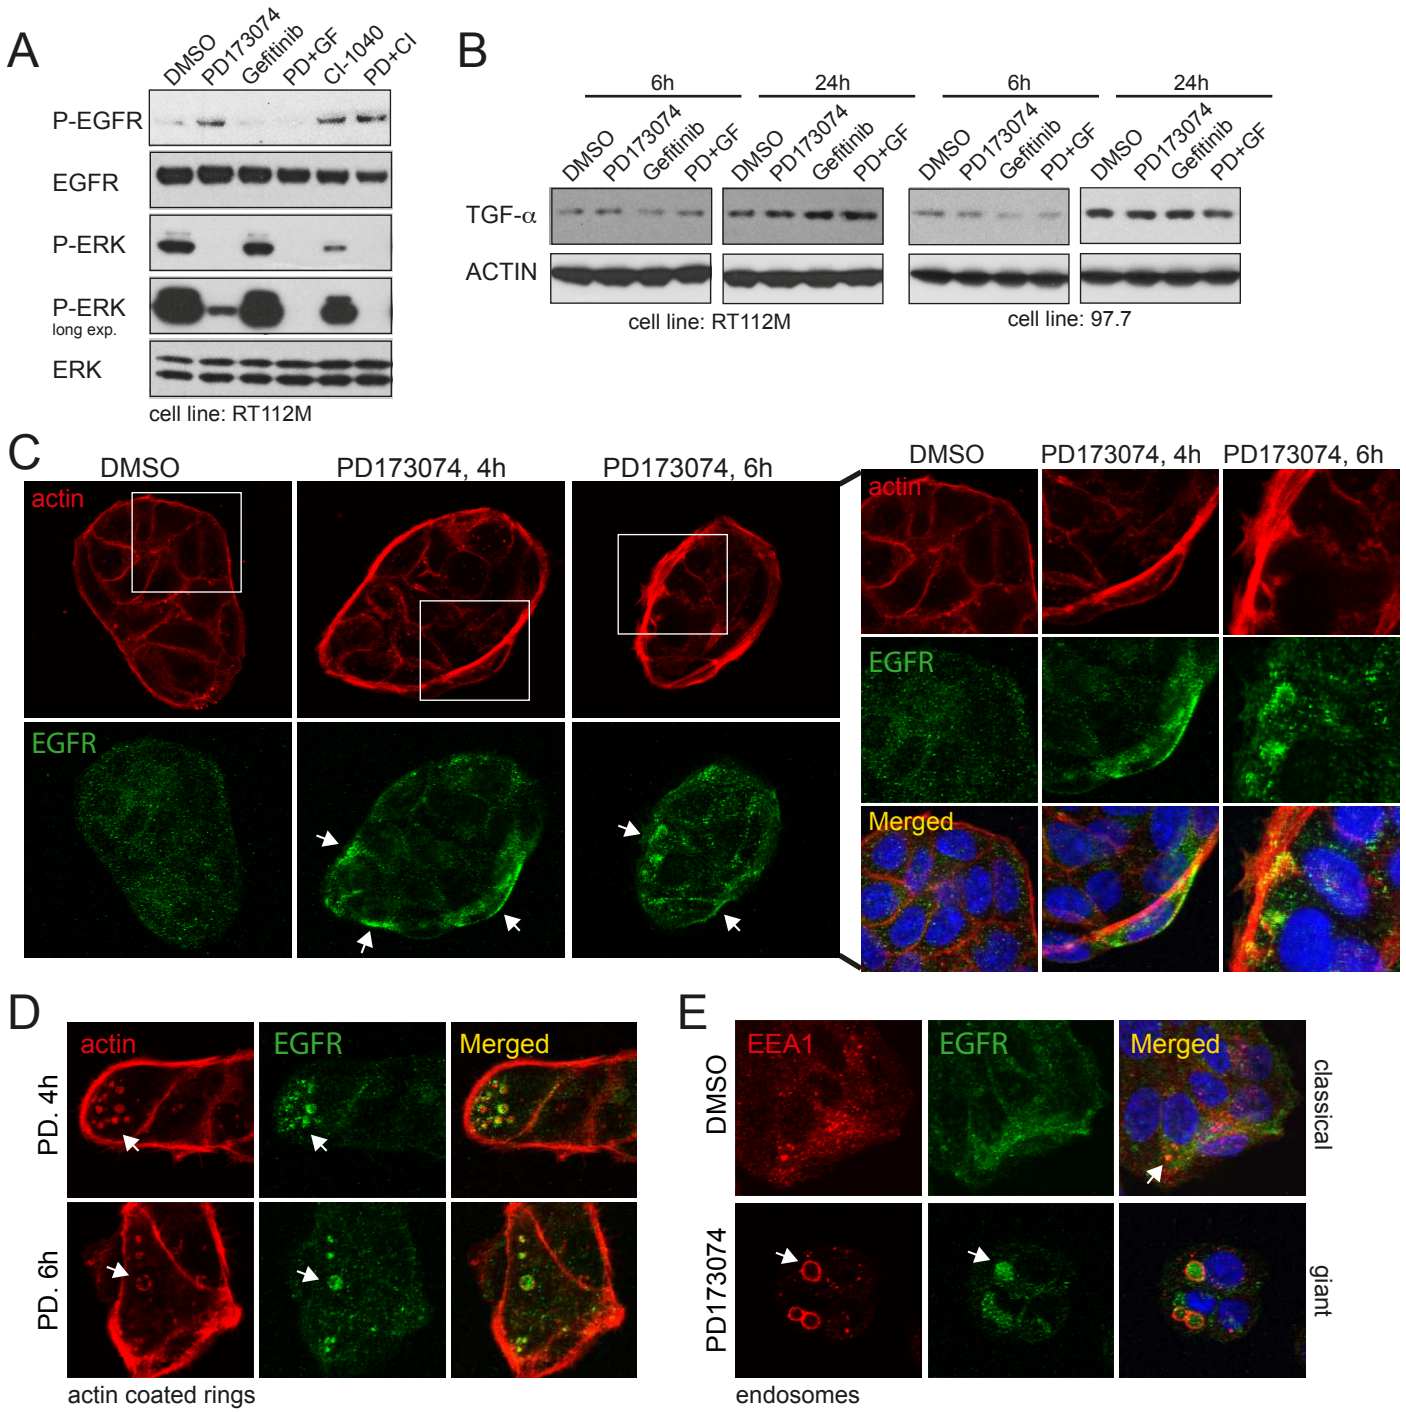 A
DMSO
PD173074
Gefitinib
PD+GF
CI-1040
PD+CI
P-EGFR
EGFR
P-ERK
P-ERK
long exp.
ERK
cell line: RT112M
B
6h 24h 6h 24h
DMSO PD173074 Gefitinib PD+GF DMSO PD173074 Gefitinib PD+GF DMSO PD173074 Gefitinib PD+GF DMSO PD173074 Gefitinib PD+GF
TGF-α
ACTIN
cell line: RT112M
cell line: 97.7
C
DMSO PD173074, 4h PD173074, 6h
actin
EGFR
DMSO PD173074, 4h PD173074, 6h
actin
EGFR
Merged
D
actin EGFR Merged
PD. 4h
PD. 6h
actin coated rings
E
EEA1 EGFR Merged
DMSO
classical
PD173074
giant
endosomes